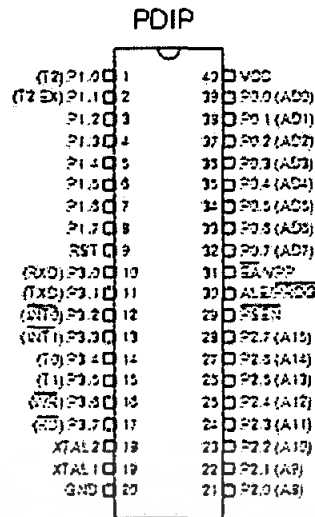 PDIP
(T2) P1.0 1 40 VCC
(T2 EX) P1.1 2 39 P0.0 (AD0)
P1.2 3 38 P0.1 (AD1)
P1.3 4 37 P0.2 (AD2)
P1.4 5 36 P0.3 (AD3)
P1.5 6 35 P0.4 (AD4)
P1.6 7 34 P0.5 (AD5)
P1.7 8 33 P0.6 (AD6)
RST 9 32 P0.7 (AD7)
(RXD) P3.0 10 31 EA/VPP
(TXD) P3.1 11 30 ALE/PROG
(INT0) P3.2 12 29 PSEN
(INT1) P3.3 13 28 P2.7 (A15)
(T0) P3.4 14 27 P2.6 (A14)
(T1) P3.5 15 26 P2.5 (A13)
(WR) P3.6 16 25 P2.4 (A12)
(RD) P3.7 17 24 P2.3 (A11)
XTAL2 18 23 P2.2 (A10)
XTAL1 19 22 P2.1 (A9)
GND 20 21 P2.0 (A8)